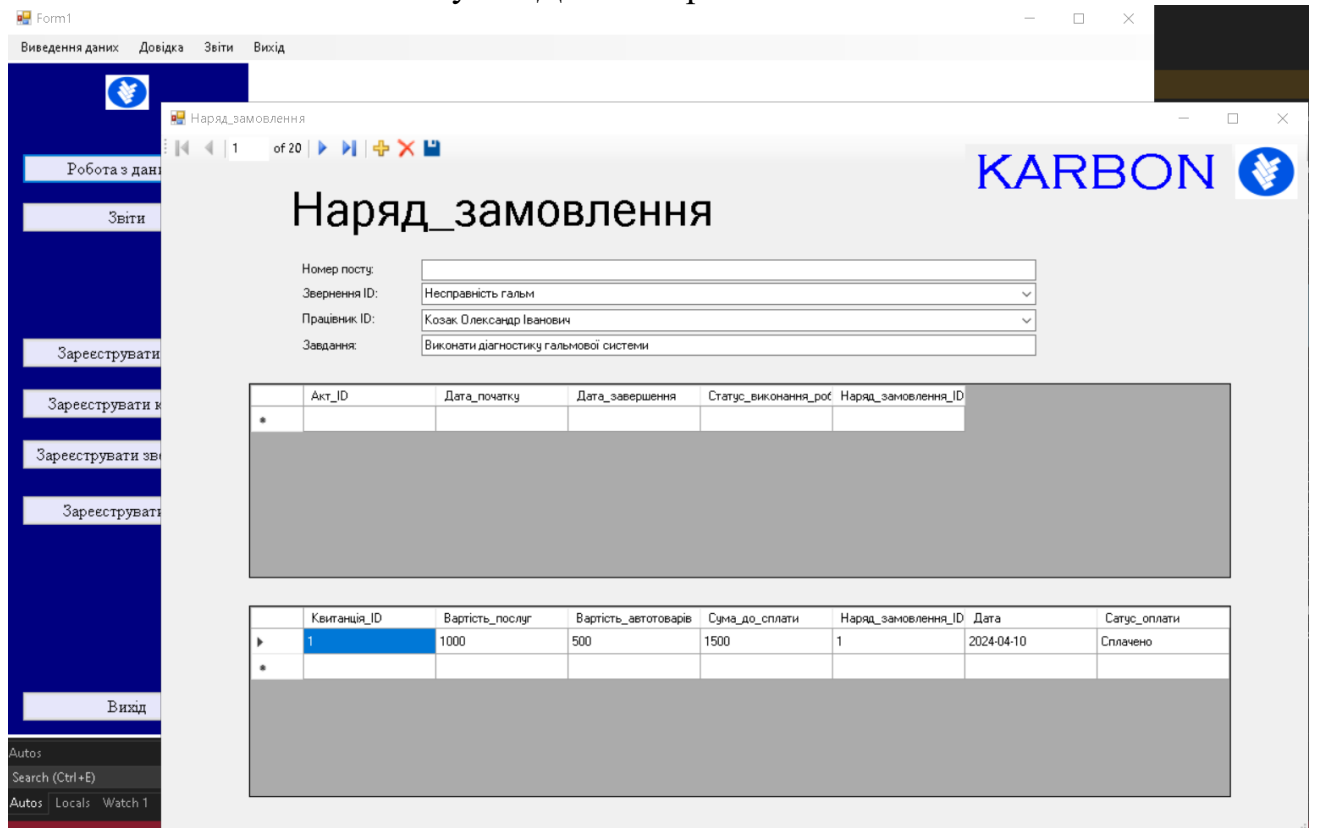 Form1
Виведення даних Довідка Звіти Вихід
Наряд_замовлення
1 of 20
KARBON
Робота з дани
Звіти
Наряд_замовлення
Номер посту:
Звернення ID: Несправність гальм
Працівник ID: Козак Олександр Іванович
Завдання: Виконати діагностику гальмової системи
Зареєструвати
Зареєструвати к
Зареєструвати зве
Зареєструвати
Акт_ID Дата_початку Дата_завершення Статус_виконання_роб Наряд_замовлення_ID
Квитанція_ID Вартість_послуг Вартість_автотоварів Сума_до_сплати Наряд_замовлення_ID Дата Сатус_оплати
1 1000 500 1500 1 2024-04-10 Сплачено
Вихід
Autos
Search (Ctrl+E)
Autos Locals Watch 1